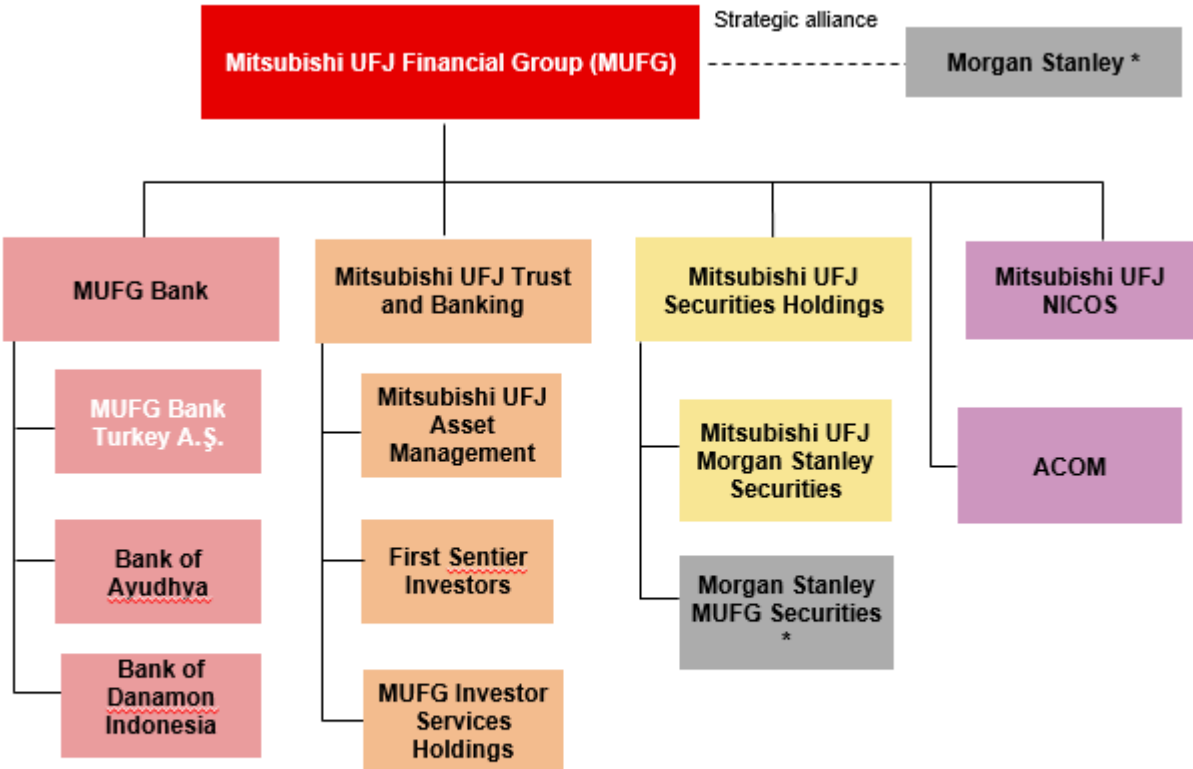 Strategic alliance
Mitsubishi UFJ Financial Group (MUFG)
Morgan Stanley *
MUFG Bank
Mitsubishi UFJ Trust
and Banking
Mitsubishi UFJ
Securities Holdings
Mitsubishi UFJ
NICOS
MUFG Bank
Turkey A.Ş.
Mitsubishi UFJ
Asset
Management
Mitsubishi UFJ
Morgan Stanley
Securities
ACOM
Bank of
Ayudhya
First Sentier
Investors
Morgan Stanley
MUFG Securities
*
Bank of
Danamon
Indonesia
MUFG Investor
Services
Holdings